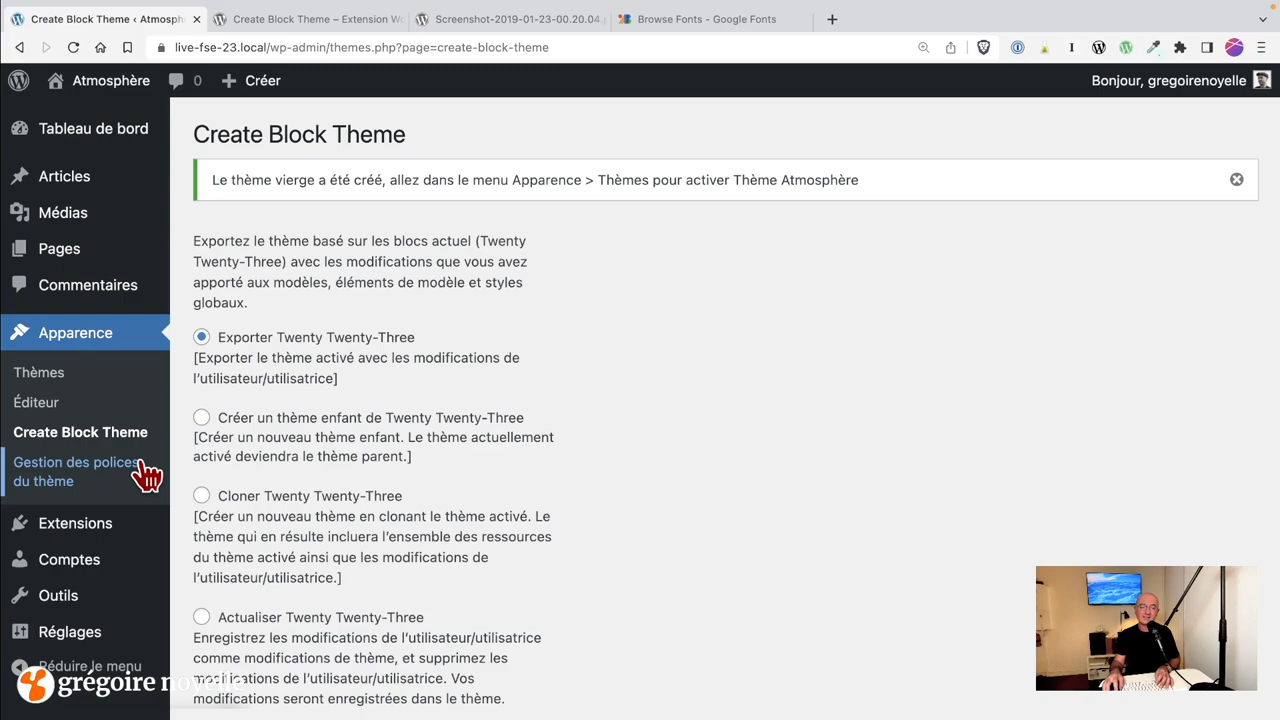 Create Block Theme ‹ Atmosph
Create Block Theme – Extension Wo
Screenshot-2019-01-23-00.20.04.
Browse Fonts - Google Fonts
live-fse-23.local/wp-admin/themes.php?page=create-block-theme
Atmosphère
0
Créer
Bonjour, gregoirenoyelle
Tableau de bord
Articles
Médias
Pages
Commentaires
Apparence
Thèmes
Éditeur
Create Block Theme
Gestion des polices
du thème
Extensions
Comptes
Outils
Réglages
Réduire le menu
Create Block Theme
Le thème vierge a été créé, allez dans le menu Apparence > Thèmes pour activer Thème Atmosphère
Exportez le thème basé sur les blocs actuel (Twenty
Twenty-Three) avec les modifications que vous avez
apporté aux modèles, éléments de modèle et styles
globaux.
Exporter Twenty Twenty-Three
[Exporter le thème activé avec les modifications de
l'utilisateur/utilisatrice]
Créer un thème enfant de Twenty Twenty-Three
[Créer un nouveau thème enfant. Le thème actuellement
activé deviendra le thème parent.]
Cloner Twenty Twenty-Three
[Créer un nouveau thème en clonant le thème activé. Le
thème qui en résulte incluera l'ensemble des ressources
du thème activé ainsi que les modifications de
l'utilisateur/utilisatrice.]
Actualiser Twenty Twenty-Three
Enregistrez les modifications de l'utilisateur/utilisatrice
comme modifications de thème, et supprimez les
modifications de l'utilisateur/utilisatrice. Vos
modifications seront enregistrées dans le thème.
grégoire noyelle